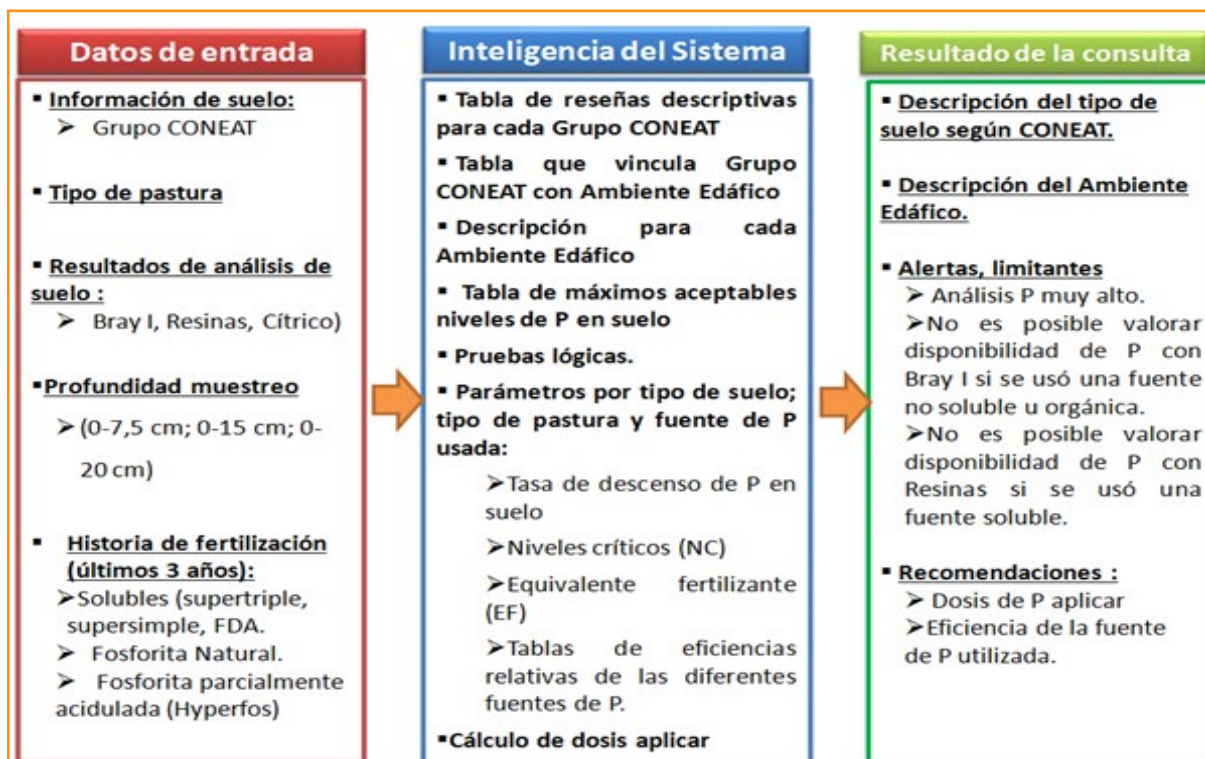 Datos de entrada
▪ Información de suelo:
➢ Grupo CONEAT
▪ Tipo de pastura
▪ Resultados de análisis de
suelo :
➢ Bray I, Resinas, Cítrico)
▪Profundidad muestreo
➢(0-7,5 cm; 0-15 cm; 0-
20 cm)
▪ Historia de fertilización
(últimos 3 años):
➢Solubles (supertriple,
supersimple, FDA.
➢ Fosforita Natural.
➢ Fosforita parcialmente
acidulada (Hyperfos)
Inteligencia del Sistema
▪ Tabla de reseñas descriptivas
para cada Grupo CONEAT
▪ Tabla que vincula Grupo
CONEAT con Ambiente Edáfico
▪ Descripción para cada
Ambiente Edáfico
▪ Tabla de máximos aceptables
niveles de P en suelo
▪ Pruebas lógicas.
▪ Parámetros por tipo de suelo;
tipo de pastura y fuente de P
usada:
➢Tasa de descenso de P en
suelo
➢Niveles críticos (NC)
➢Equivalente fertilizante
(EF)
➢Tablas de eficiencias
relativas de las diferentes
fuentes de P.
▪Cálculo de dosis aplicar
Resultado de la consulta
▪ Descripción del tipo de
suelo según CONEAT.
▪ Descripción del Ambiente
Edáfico.
▪ Alertas, limitantes
➢ Análisis P muy alto.
➢No es posible valorar
disponibilidad de P con
Bray I si se usó una fuente
no soluble u orgánica.
➢No es posible valorar
disponibilidad de P con
Resinas si se usó una
fuente soluble.
▪ Recomendaciones :
➢ Dosis de P aplicar
➢Eficiencia de la fuente
de P utilizada.